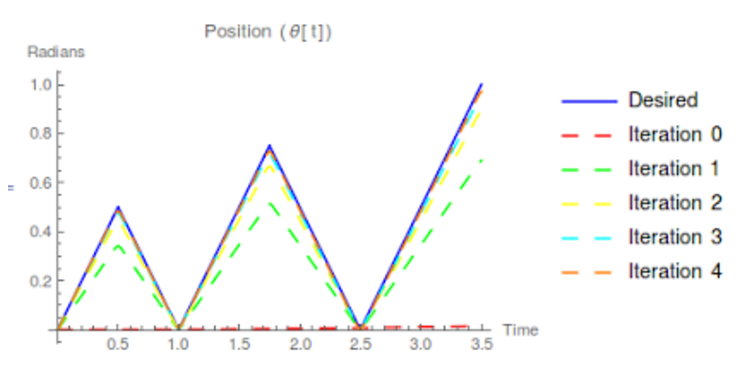 Position (θ[t])
Radians
1.0
0.8
0.6
0.4
0.2
0.5 1.0 1.5 2.0 2.5 3.0 3.5
Time
Desired
Iteration 0
Iteration 1
Iteration 2
Iteration 3
Iteration 4